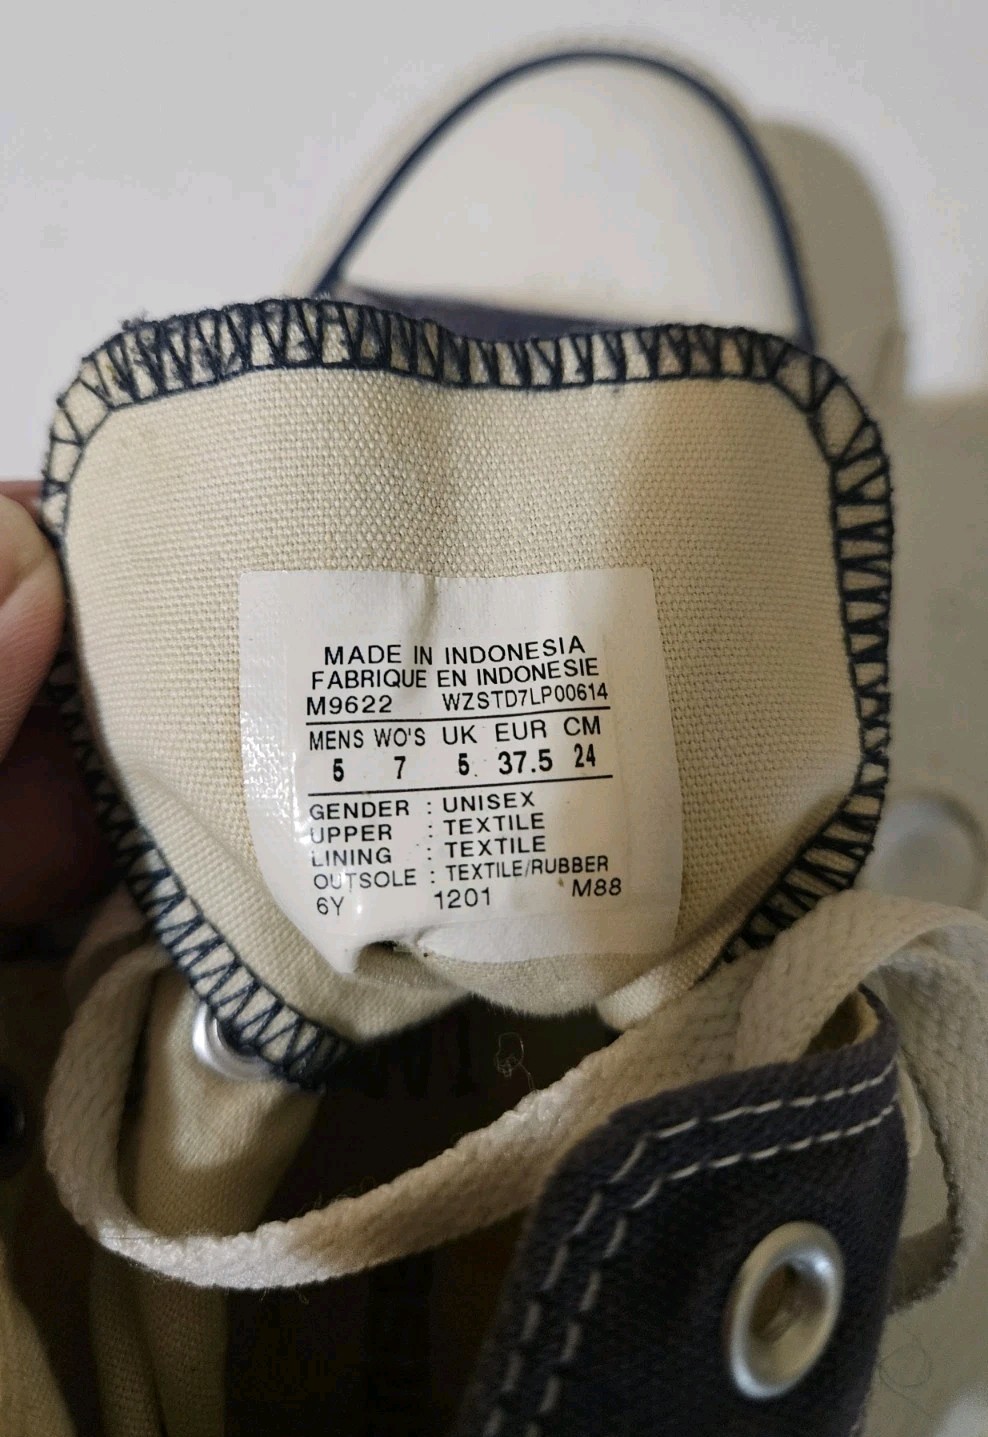 MADE IN INDONESIA
FABRIQUE EN INDONESIE
M9622 WZSTD7LP00614
MENS WO'S UK EUR CM
5 7 5 37.5 24
GENDER : UNISEX
UPPER : TEXTILE
LINING : TEXTILE
OUTSOLE : TEXTILE/RUBBER
6Y 1201 M88